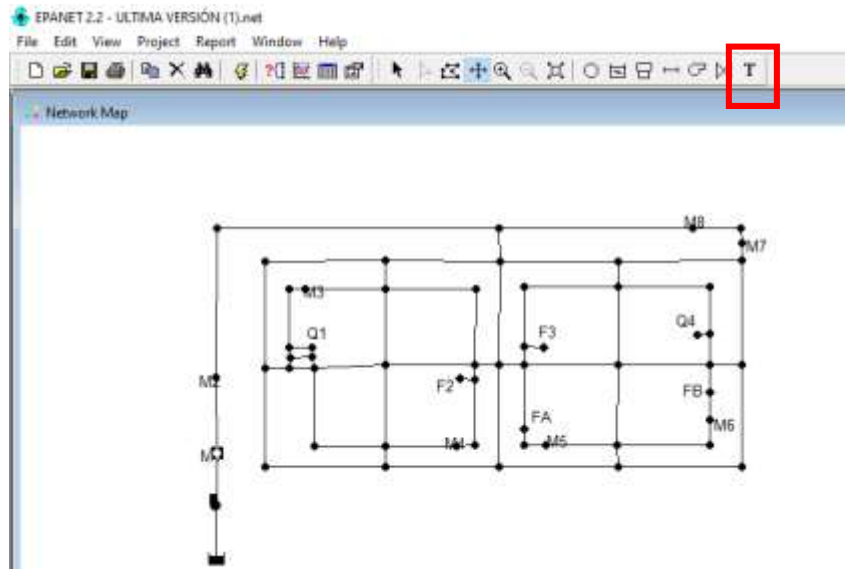 EPANET 2.2 - ULTIMA VERSIÓN (1).net
File Edit View Project Report Window Help
T
Network Map
M8
M7
M3
Q1
F3
Q4
M2
F2
FB
FA
M6
M4
M5